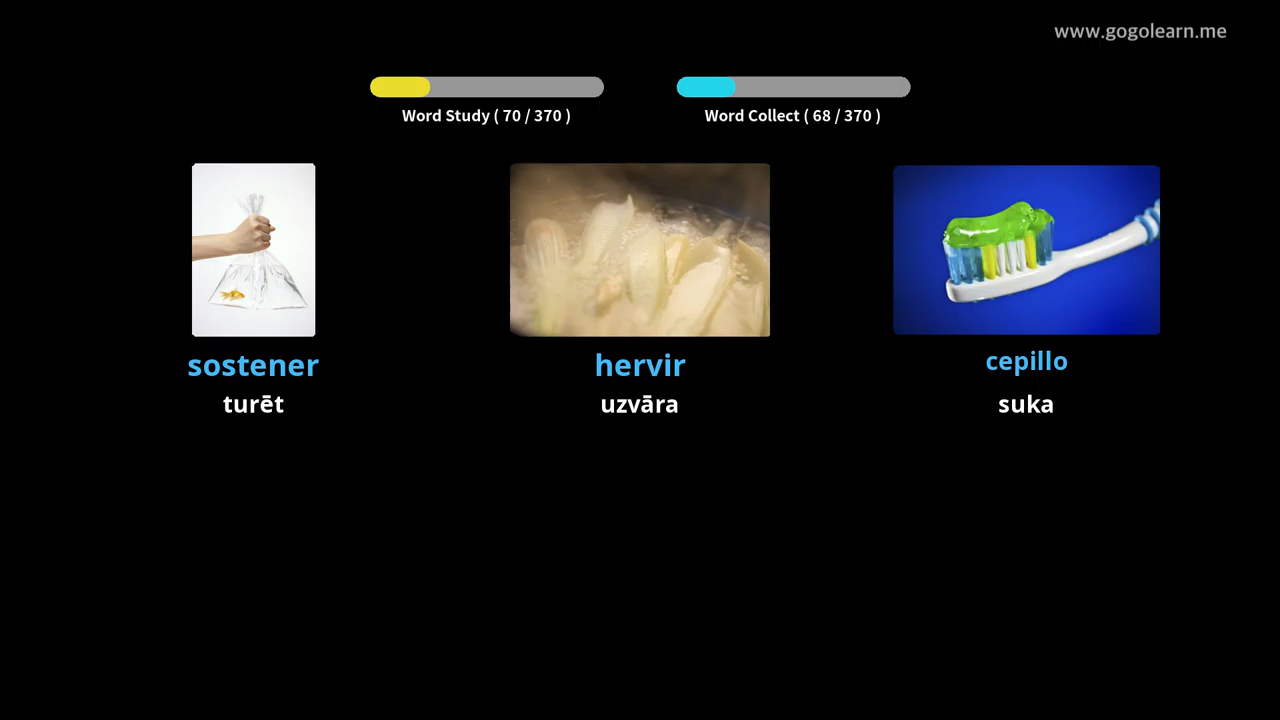 www.gogolearn.me
Word Study ( 70 / 370 )
Word Collect ( 68 / 370 )
sostener
turēt
hervir
uzvāra
cepillo
suka